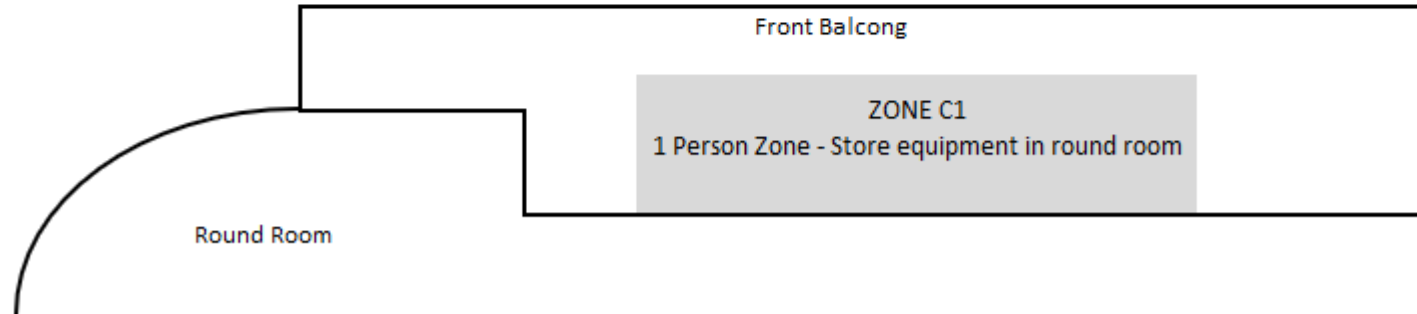 Front Balcong
ZONE C1
1 Person Zone - Store equipment in round room
Round Room